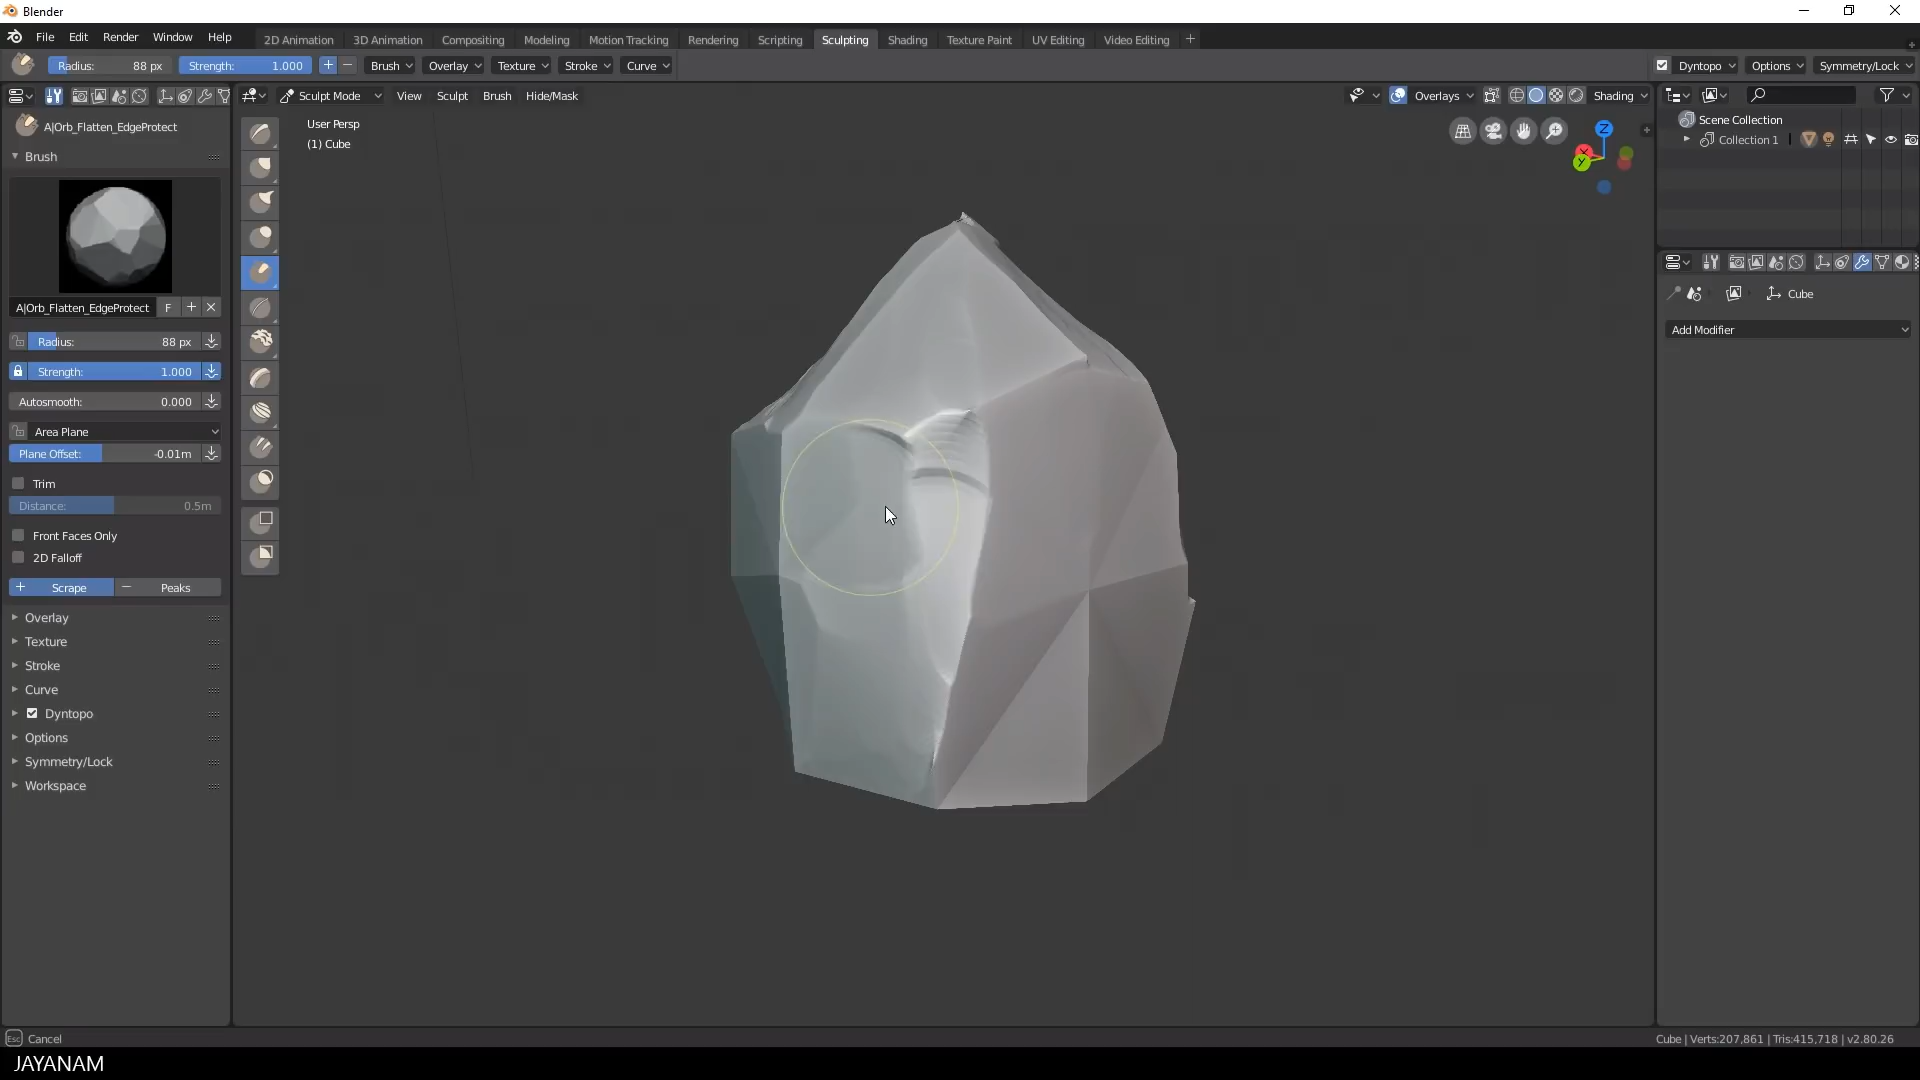 Blender
File Edit Render Window Help 2D Animation 3D Animation Compositing Modeling Motion Tracking Rendering Scripting Sculpting Shading Texture Paint UV Editing Video Editing +
Radius: 88 px Strength: 1.000 + − Brush Overlay Texture Stroke Curve Dyntopo Options Symmetry/Lock
Sculpt Mode View Sculpt Brush Hide/Mask Overlays Shading
A|Orb_Flatten_EdgeProtect
Brush
A|Orb_Flatten_EdgeProtect F
Radius: 88 px
Strength: 1.000
Autosmooth: 0.000
Area Plane
Plane Offset: -0.01m
Trim
Distance: 0.5m
Front Faces Only
2D Falloff
+ Scrape − Peaks
Overlay
Texture
Stroke
Curve
Dyntopo
Options
Symmetry/Lock
Workspace
User Persp
(1) Cube
Z
X
Y
Scene Collection
Collection 1
Cube
Add Modifier
Esc Cancel
Cube | Verts:207,861 | Tris:415,718 | v2.80.26
JAYANAM